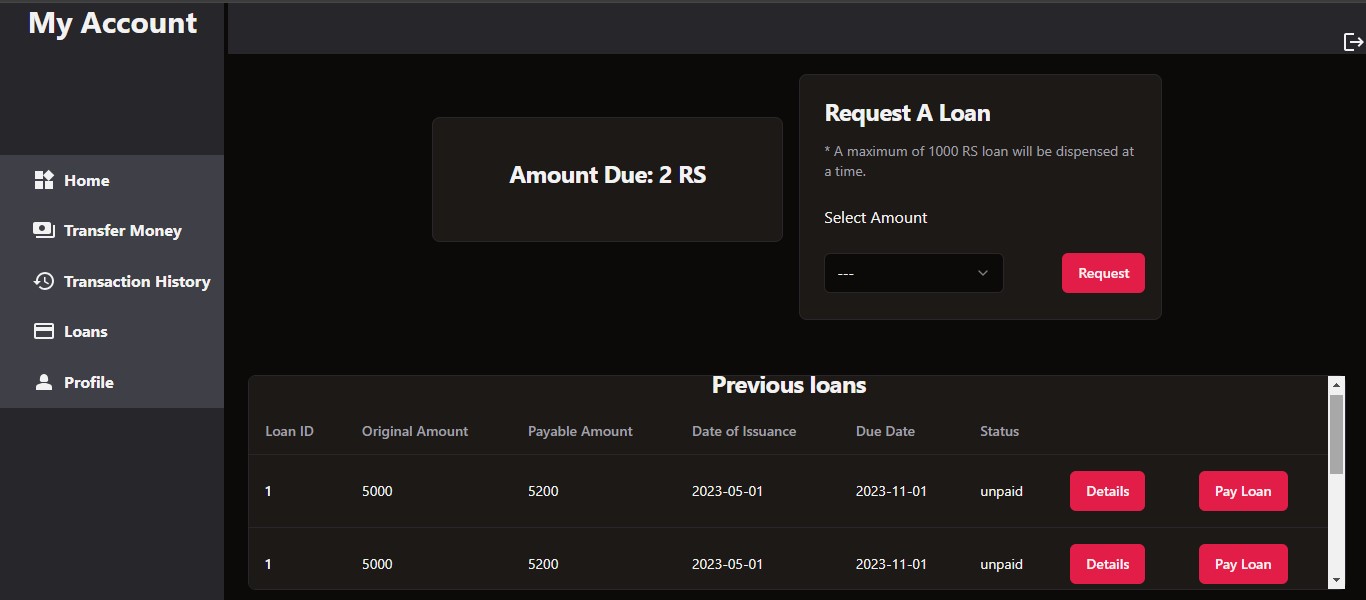 My Account
Home
Transfer Money
Transaction History
Loans
Profile
Amount Due: 2 RS
Request A Loan
* A maximum of 1000 RS loan will be dispensed at
a time.
Select Amount
---
Request
Previous loans
Loan ID Original Amount Payable Amount Date of Issuance Due Date Status
1 5000 5200 2023-05-01 2023-11-01 unpaid Details Pay Loan
1 5000 5200 2023-05-01 2023-11-01 unpaid Details Pay Loan